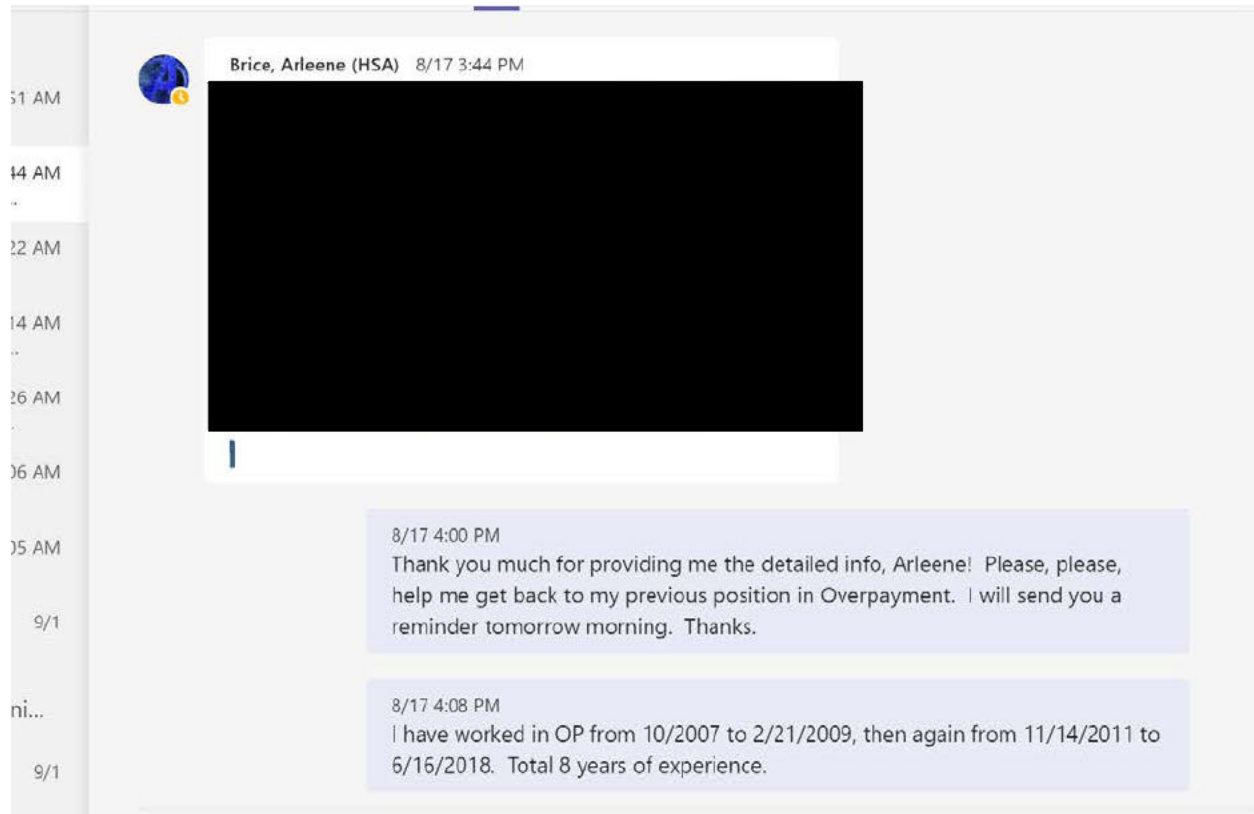 51 AM
44 AM
..
22 AM
14 AM
..
26 AM
06 AM
05 AM
9/1
ni...
9/1
Brice, Arleene (HSA) 8/17 3:44 PM
8/17 4:00 PM
Thank you much for providing me the detailed info, Arleene! Please, please,
help me get back to my previous position in Overpayment. I will send you a
reminder tomorrow morning. Thanks.
8/17 4:08 PM
I have worked in OP from 10/2007 to 2/21/2009, then again from 11/14/2011 to
6/16/2018. Total 8 years of experience.